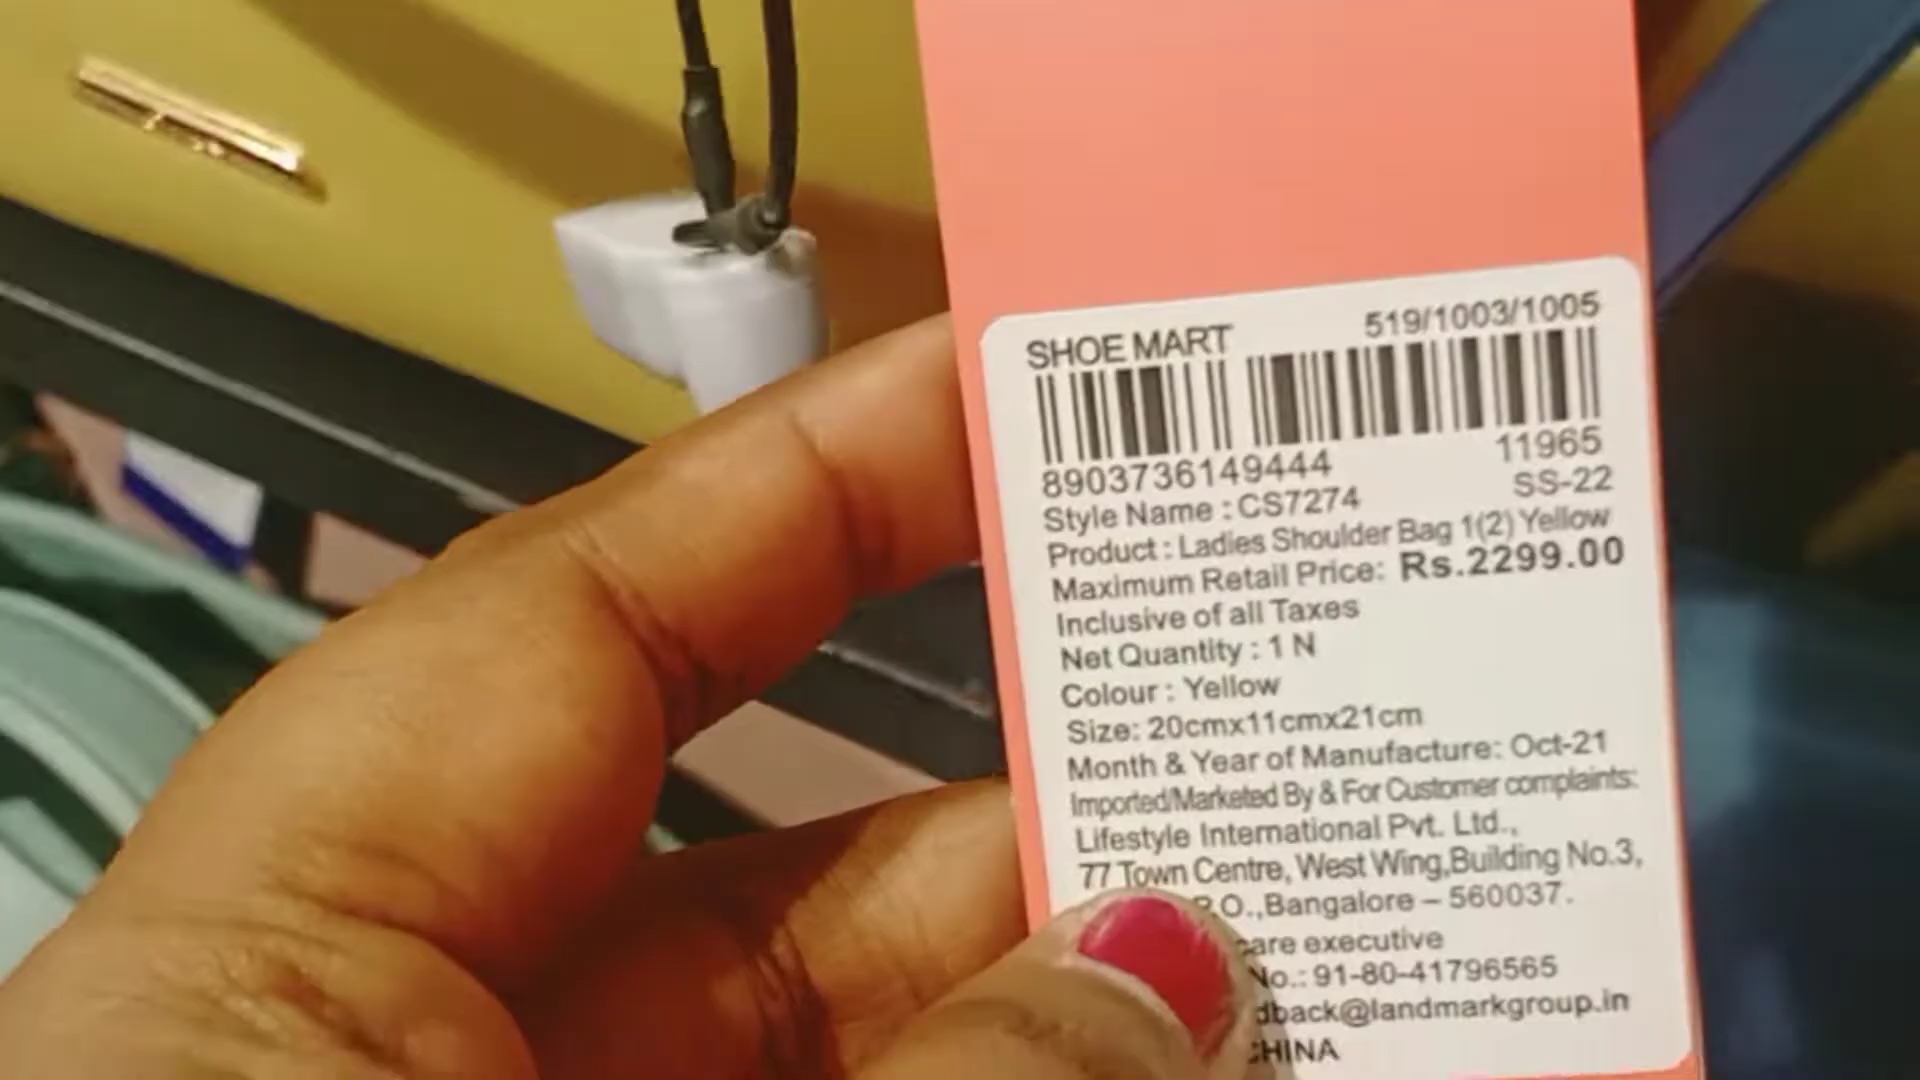 SHOE MART 519/1003/1005
8903736149444 11965
Style Name : CS7274 SS-22
Product : Ladies Shoulder Bag 1(2) Yellow
Maximum Retail Price: Rs.2299.00
Inclusive of all Taxes
Net Quantity : 1 N
Colour : Yellow
Size: 20cmx11cmx21cm
Month & Year of Manufacture: Oct-21
Imported/Marketed By & For Customer complaints:
Lifestyle International Pvt. Ltd.,
77 Town Centre, West Wing,Building No.3,
P.O.,Bangalore – 560037.
care executive
No.: 91-80-41796565
dback@landmarkgroup.in
CHINA